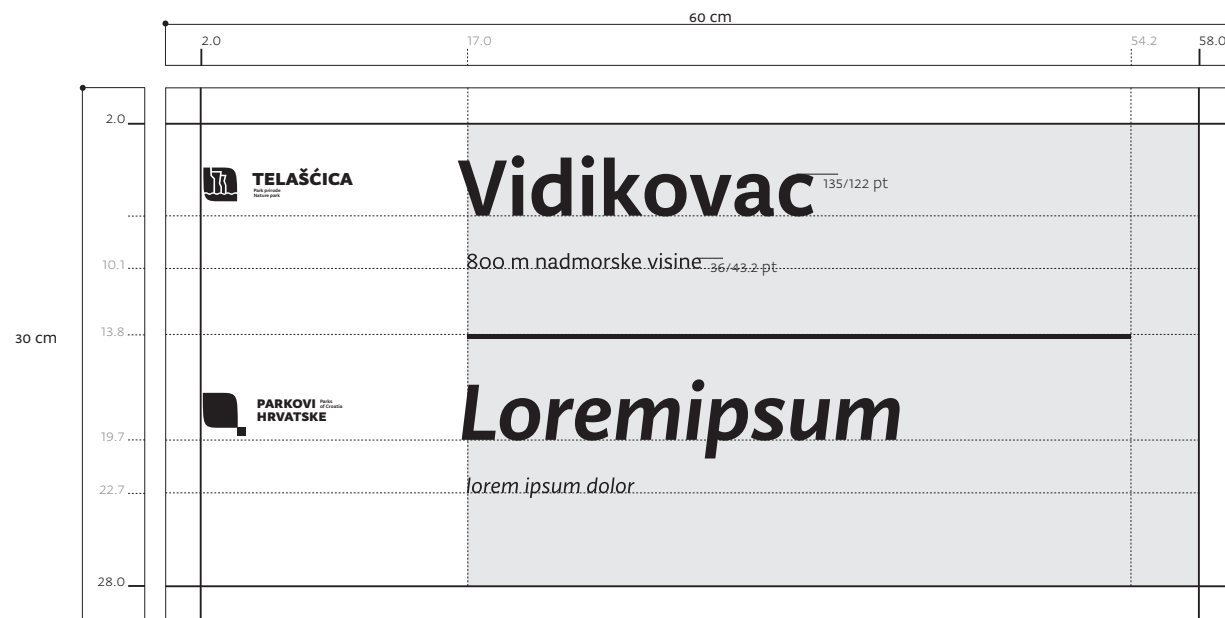 60 cm
2.0
17.0
54.2
58.0
2.0
TELAŠĆICA
Park prirode
Nature park
Vidikovac
135/122 pt
10.1
800 m nadmorske visine
36/43.2 pt
13.8
30 cm
PARKOVI
HRVATSKE
Parks
of Croatia
Loremipsum
19.7
22.7
lorem ipsum dolor
28.0